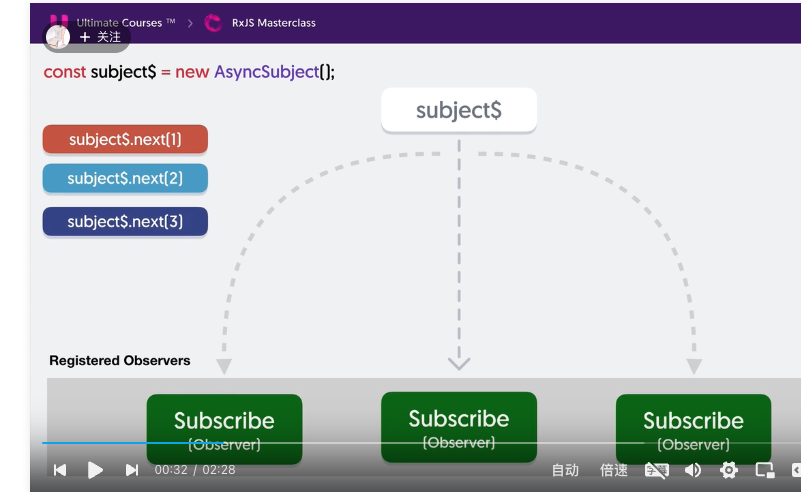 Ultimate Courses ™ > RxJS Masterclass
+ 关注
const subject$ = new AsyncSubject();
subject$
subject$.next(1)
subject$.next(2)
subject$.next(3)
Registered Observers
Subscribe
(Observer)
Subscribe
(Observer)
Subscribe
(Observer)
00:32 / 02:28
自动
倍速